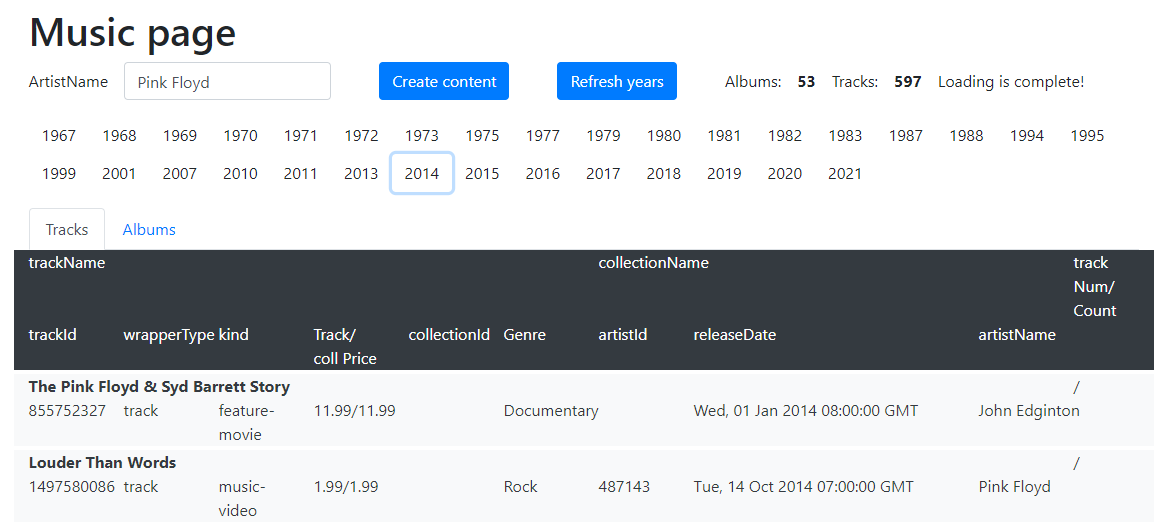 Music page
ArtistName Pink Floyd Create content Refresh years Albums: 53 Tracks: 597 Loading is complete!
1967 1968 1969 1970 1971 1972 1973 1975 1977 1979 1980 1981 1982 1983 1987 1988 1994 1995
1999 2001 2007 2010 2011 2013 2014 2015 2016 2017 2018 2019 2020 2021
Tracks Albums
trackName collectionName track
Num/
Count
trackId wrapperType kind Track/ collectionId Genre artistId releaseDate artistName
coll Price
The Pink Floyd & Syd Barrett Story /
855752327 track feature- 11.99/11.99 Documentary Wed, 01 Jan 2014 08:00:00 GMT John Edginton
movie
Louder Than Words /
1497580086 track music- 1.99/1.99 Rock 487143 Tue, 14 Oct 2014 07:00:00 GMT Pink Floyd
video